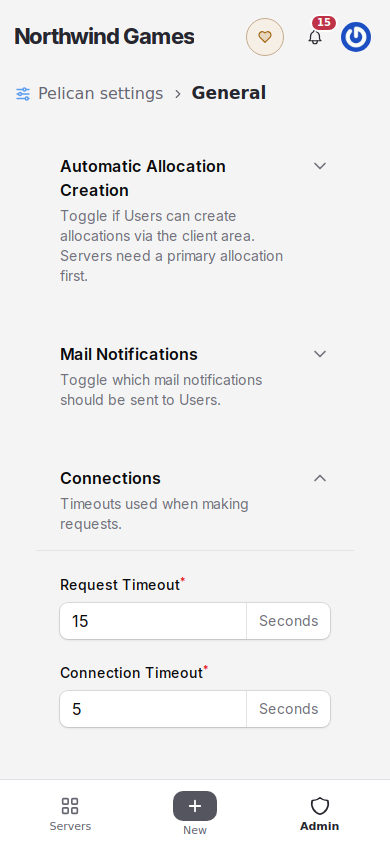 Northwind Games
15
Pelican settings › General
Automatic Allocation
Creation
Toggle if Users can create
allocations via the client area.
Servers need a primary allocation
first.
Mail Notifications
Toggle which mail notifications
should be sent to Users.
Connections
Timeouts used when making
requests.
Request Timeout*
15 Seconds
Connection Timeout*
5 Seconds
Servers
New
Admin